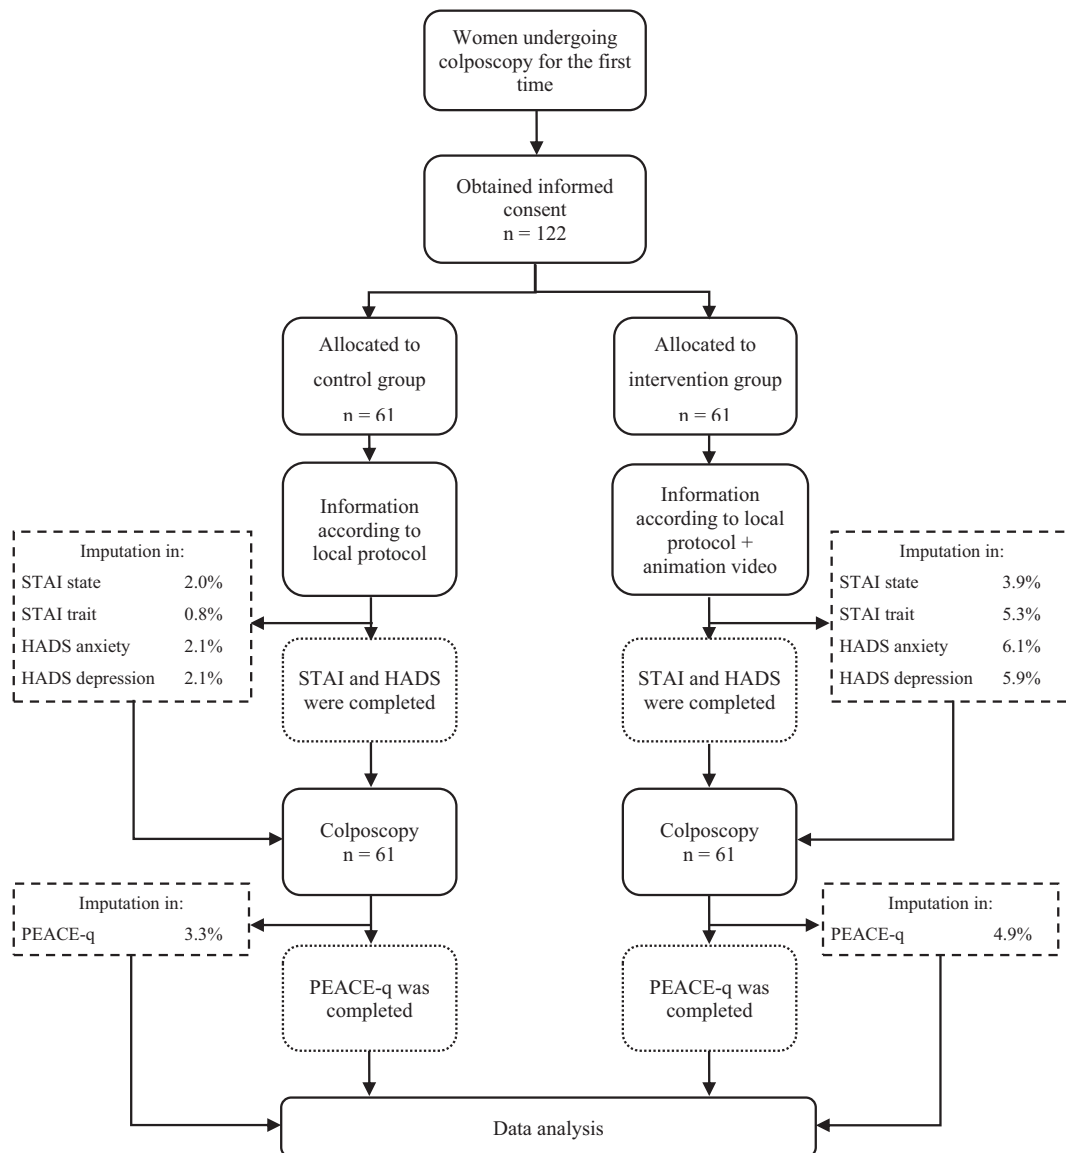 Women undergoing
colposcopy for the first
time
Obtained informed
consent
n = 122
Allocated to
control group
n = 61
Allocated to
intervention group
n = 61
Information
according to
local protocol
Information
according to local
protocol +
animation video
Imputation in:
STAI state 2.0%
STAI trait 0.8%
HADS anxiety 2.1%
HADS depression 2.1%
Imputation in:
STAI state 3.9%
STAI trait 5.3%
HADS anxiety 6.1%
HADS depression 5.9%
STAI and HADS
were completed
STAI and HADS
were completed
Colposcopy
n = 61
Colposcopy
n = 61
Imputation in:
PEACE-q 3.3%
Imputation in:
PEACE-q 4.9%
PEACE-q was
completed
PEACE-q was
completed
Data analysis